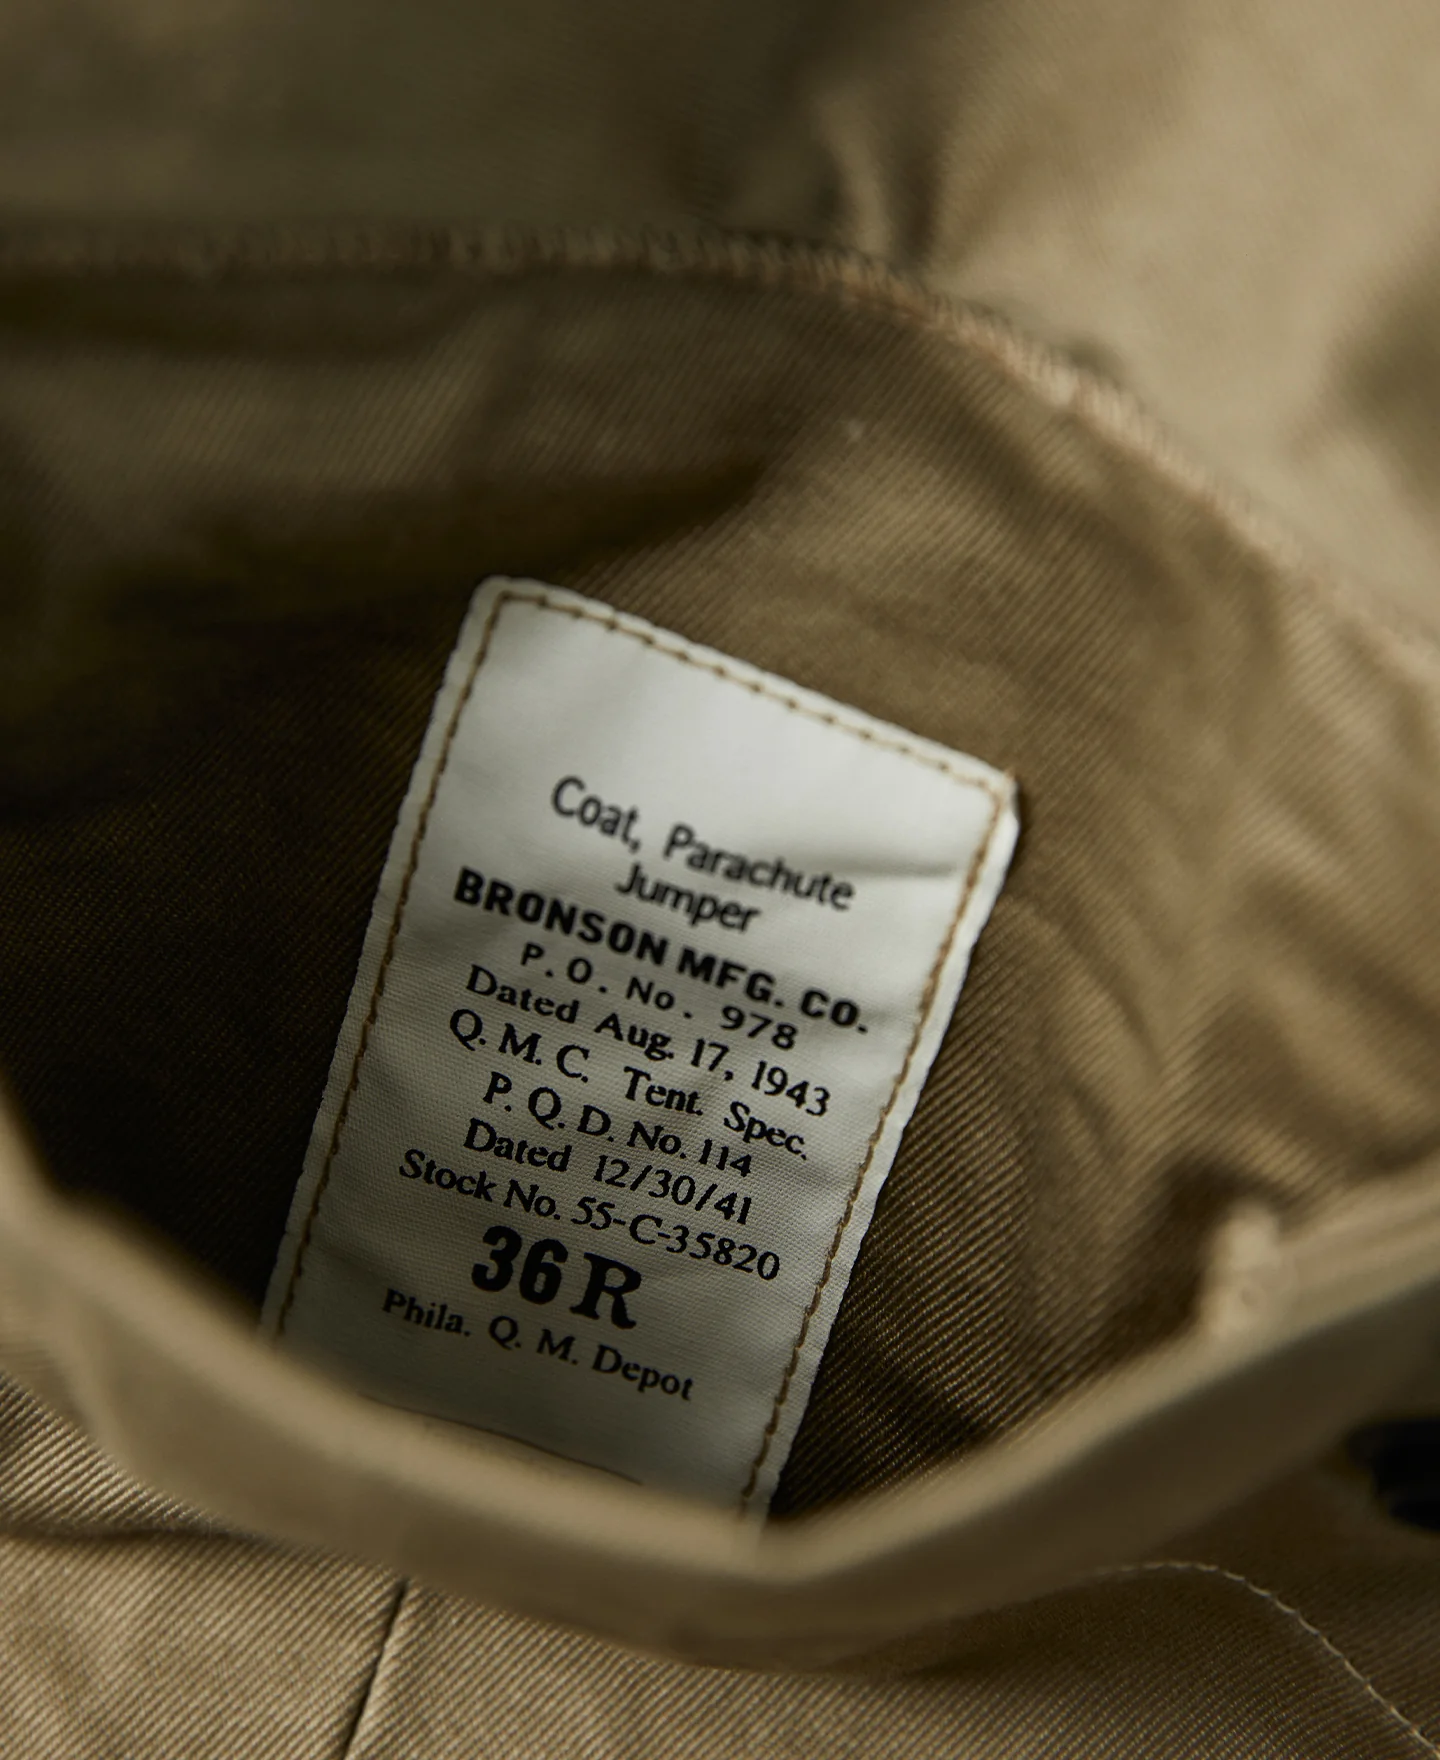 Coat, Parachute
Jumper
BRONSON MFG. CO.
P. O. No. 978
Dated Aug. 17, 1943
Q. M. C. Tent. Spec.
P. Q. D. No. 114
Dated 12/30/41
Stock No. 55-C-35820
36R
Phila. Q. M. Depot